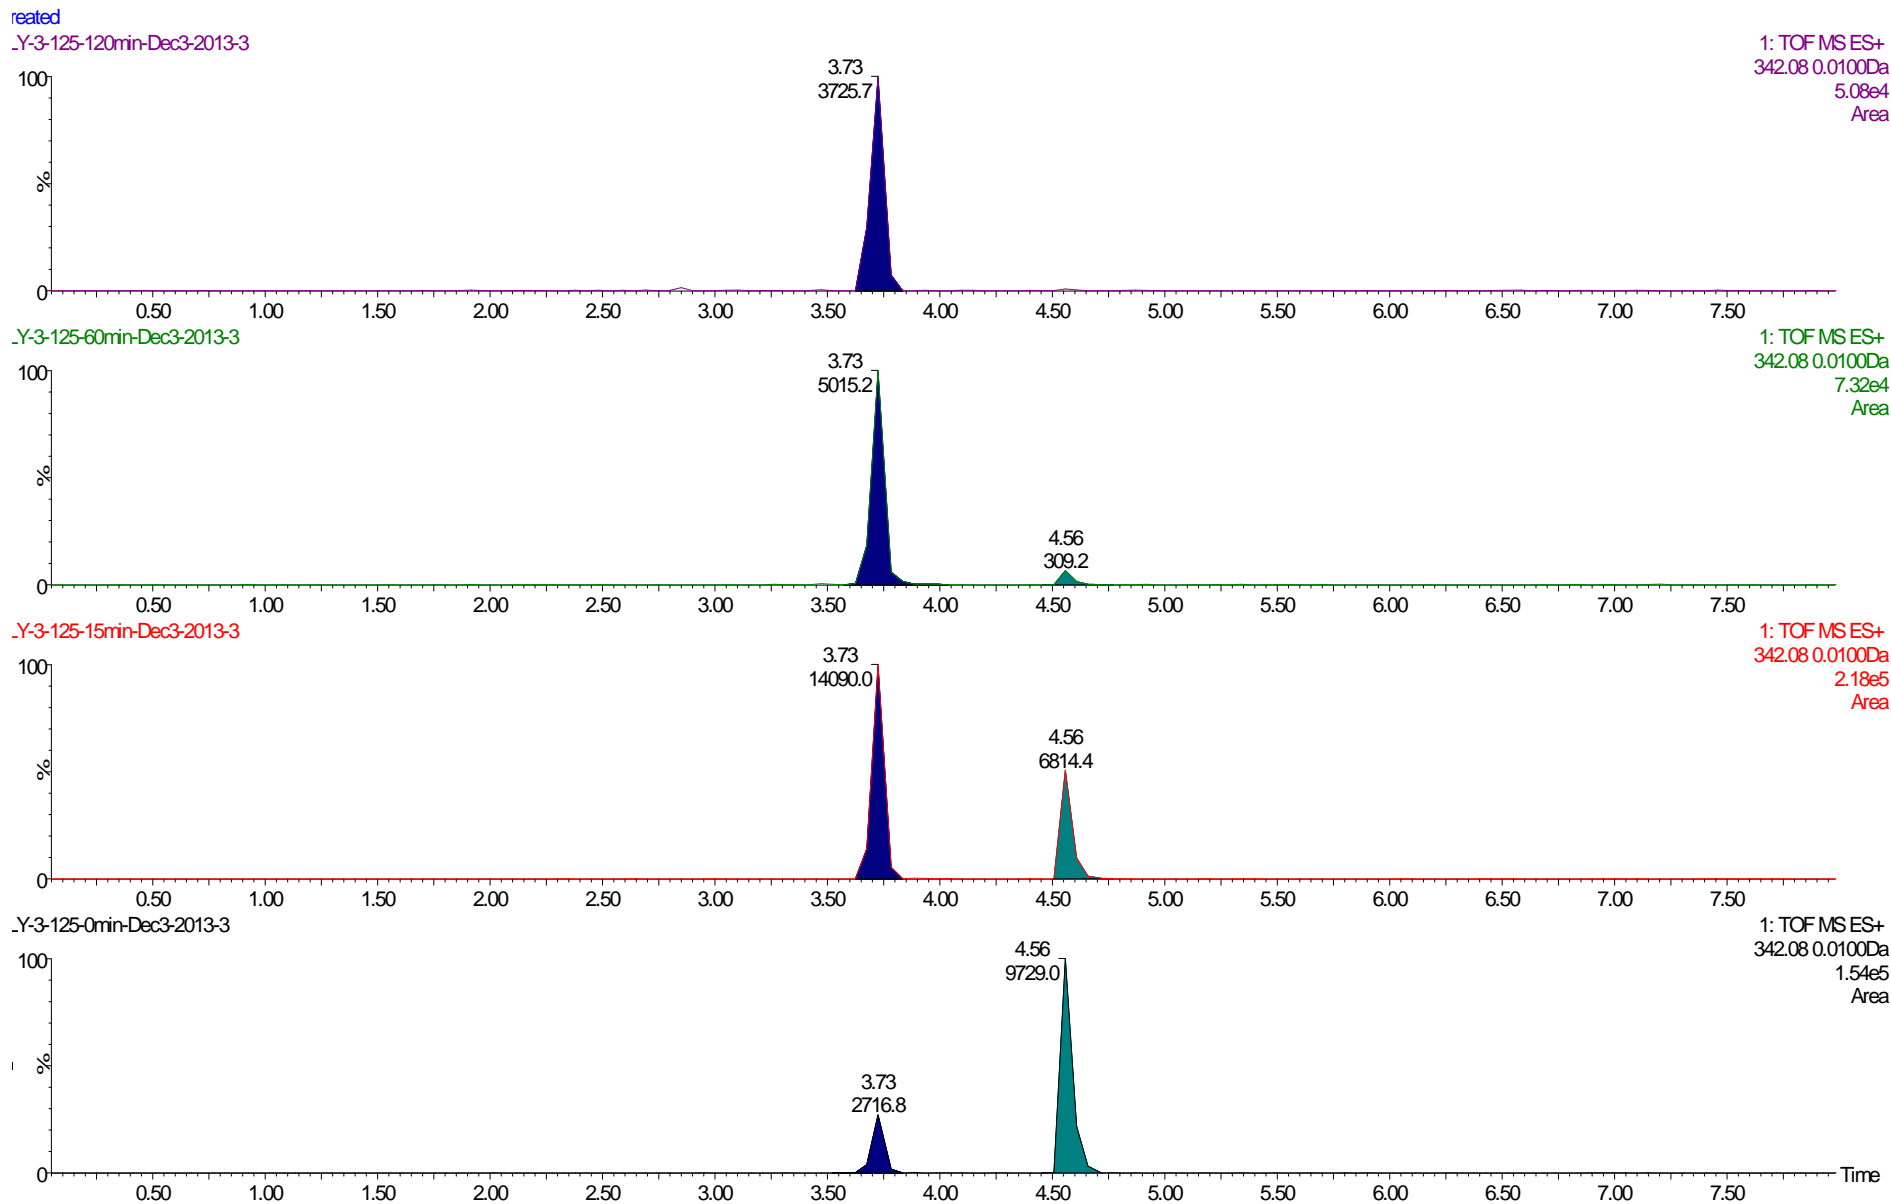 reated
Y-3-125-120min-Dec3-2013-3
1: TOF MS ES+
342.08 0.0100Da
5.08e4
Area
3.73
3725.7
100
%
0
0.50 1.00 1.50 2.00 2.50 3.00 3.50 4.00 4.50 5.00 5.50 6.00 6.50 7.00 7.50
Y-3-125-60min-Dec3-2013-3
1: TOF MS ES+
342.08 0.0100Da
7.32e4
Area
3.73
5015.2
4.56
309.2
100
%
0
0.50 1.00 1.50 2.00 2.50 3.00 3.50 4.00 4.50 5.00 5.50 6.00 6.50 7.00 7.50
Y-3-125-15min-Dec3-2013-3
1: TOF MS ES+
342.08 0.0100Da
2.18e5
Area
3.73
14090.0
4.56
6814.4
100
%
0
0.50 1.00 1.50 2.00 2.50 3.00 3.50 4.00 4.50 5.00 5.50 6.00 6.50 7.00 7.50
Y-3-125-0min-Dec3-2013-3
1: TOF MS ES+
342.08 0.0100Da
1.54e5
Area
4.56
9729.0
3.73
2716.8
100
%
0
Time
0.50 1.00 1.50 2.00 2.50 3.00 3.50 4.00 4.50 5.00 5.50 6.00 6.50 7.00 7.50